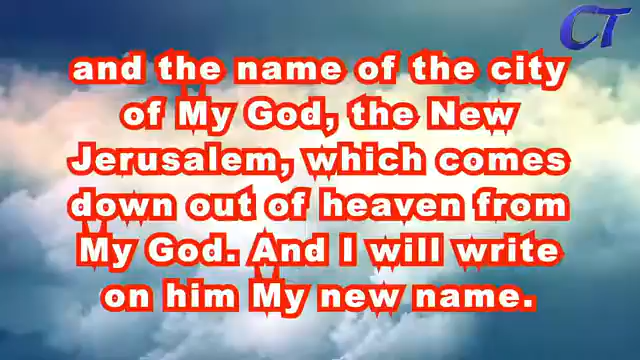 CT
and the name of the city
of My God, the New
Jerusalem, which comes
down out of heaven from
My God. And I will write
on him My new name.